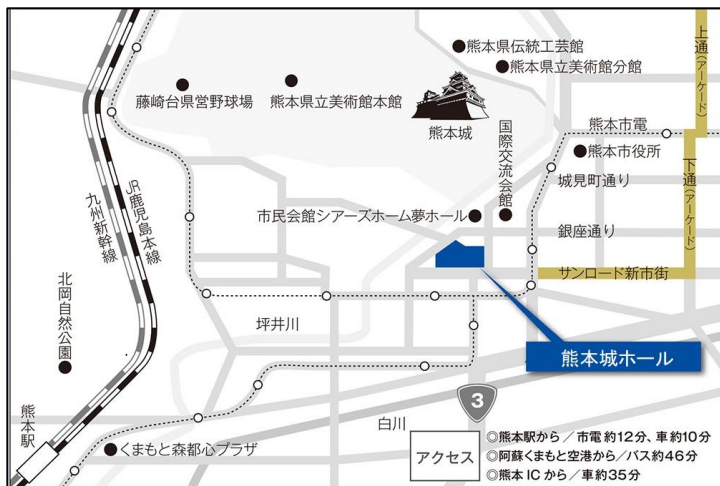 熊本県伝統工芸館
熊本県立美術館分館
上通(アーケード)
藤崎台県営野球場
熊本県立美術館本館
熊本城
国際交流会館
熊本市電
熊本市役所
城見町通り
下通(アーケード)
市民会館シアーズホーム夢ホール
銀座通り
サンロード新市街
JR鹿児島本線
九州新幹線
北岡自然公園
坪井川
熊本城ホール
熊本駅
3
白川
くまもと森都心プラザ
アクセス
◎熊本駅から／市電 約12分、車 約10分
◎阿蘇くまもと空港から／バス約46分
◎熊本 IC から／車約35分